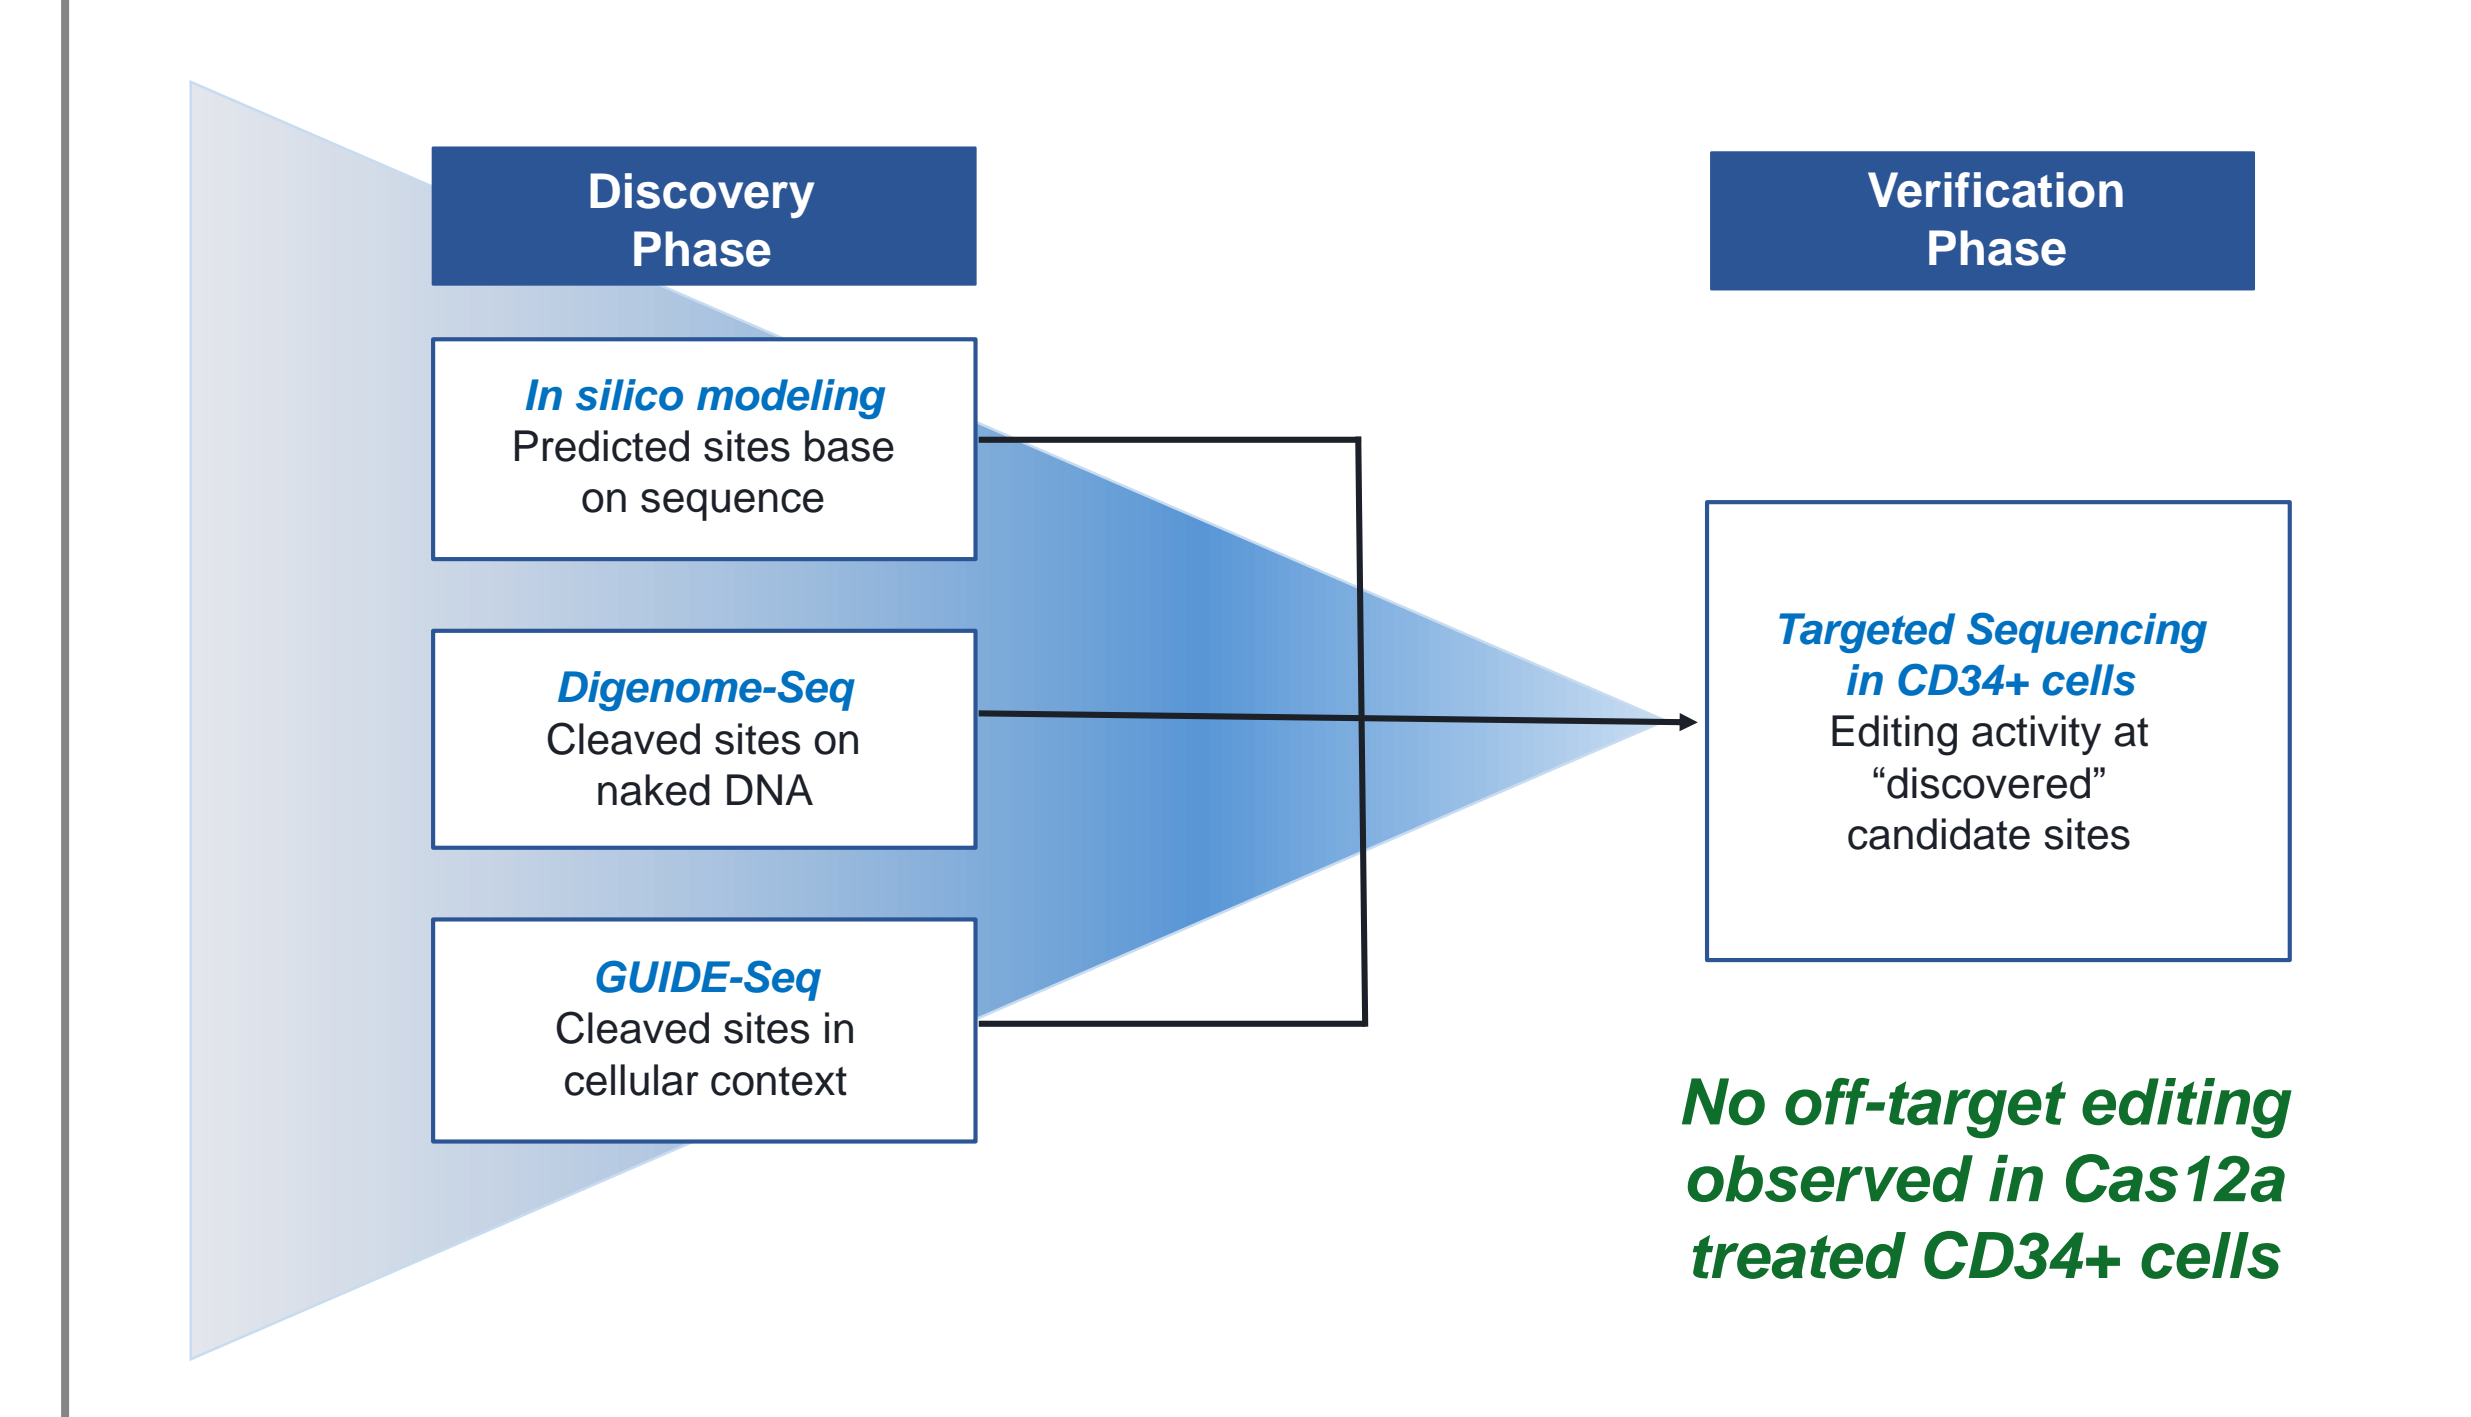 Discovery
Phase
In silico modeling
Predicted sites base
on sequence
Digenome-Seq
Cleaved sites on
naked DNA
GUIDE-Seq
Cleaved sites in
cellular context
Verification
Phase
Targeted Sequencing
in CD34+ cells
Editing activity at
“discovered”
candidate sites
No off-target editing
observed in Cas12a
treated CD34+ cells